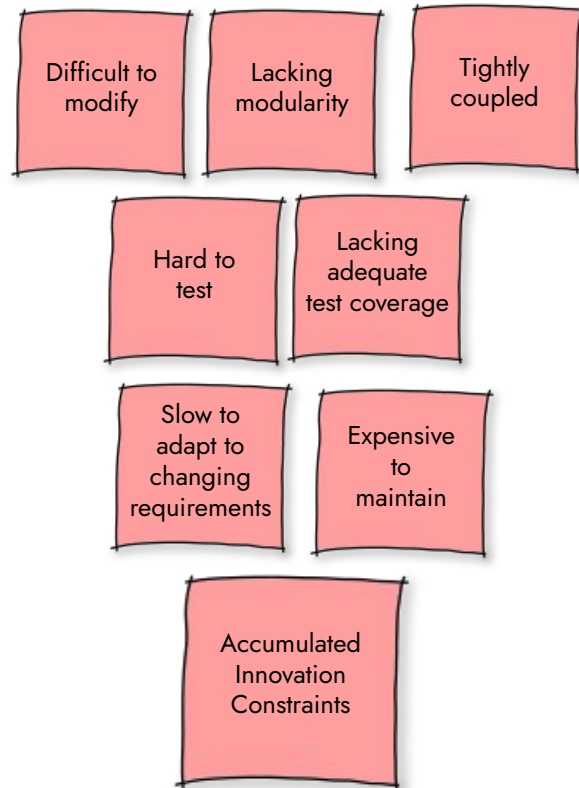 Difficult to
modify
Lacking
modularity
Tightly
coupled
Hard to
test
Lacking
adequate
test coverage
Slow to
adapt to
changing
requirements
Expensive
to
maintain
Accumulated
Innovation
Constraints